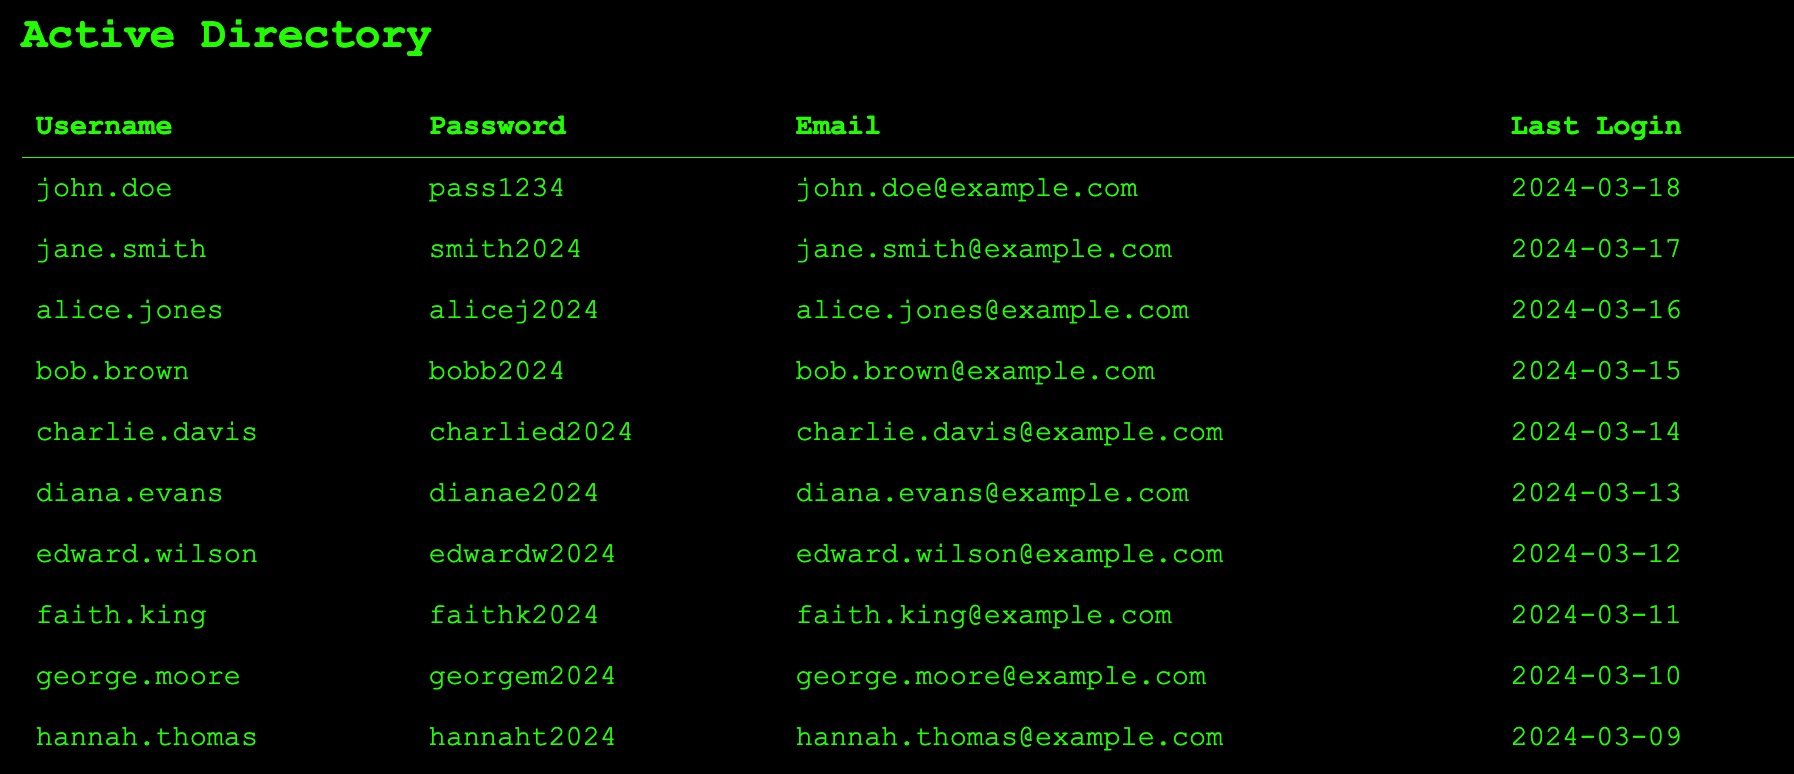 Active Directory
Username Password Email Last Login
john.doe pass1234 john.doe@example.com 2024-03-18
jane.smith smith2024 jane.smith@example.com 2024-03-17
alice.jones alicej2024 alice.jones@example.com 2024-03-16
bob.brown bobb2024 bob.brown@example.com 2024-03-15
charlie.davis charlied2024 charlie.davis@example.com 2024-03-14
diana.evans dianae2024 diana.evans@example.com 2024-03-13
edward.wilson edwardw2024 edward.wilson@example.com 2024-03-12
faith.king faithk2024 faith.king@example.com 2024-03-11
george.moore georgem2024 george.moore@example.com 2024-03-10
hannah.thomas hannaht2024 hannah.thomas@example.com 2024-03-09